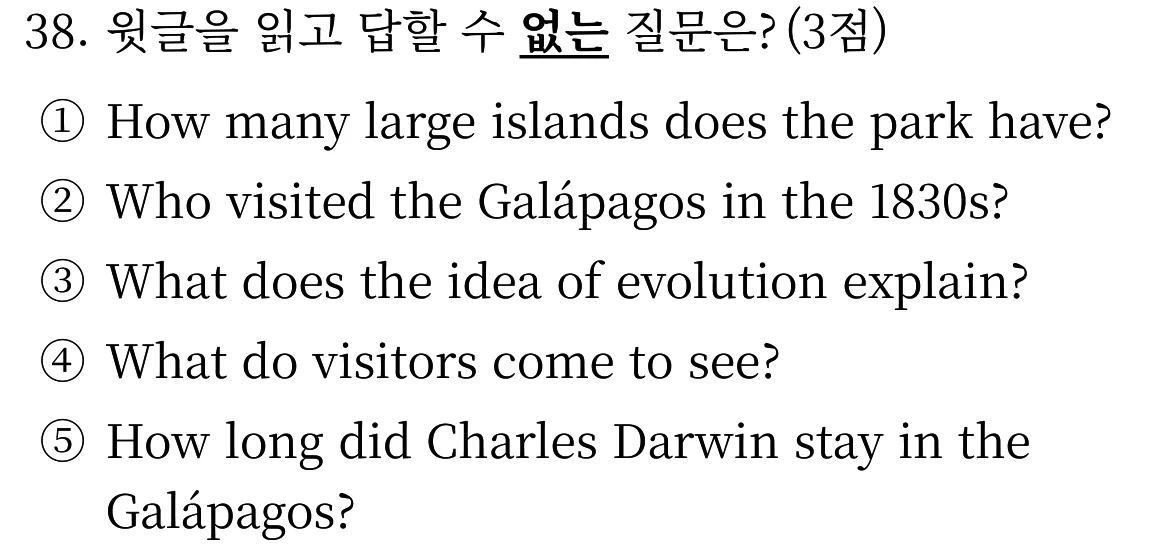 38. 윗글을 읽고 답할 수 없는 질문은? (3점)
① How many large islands does the park have?
② Who visited the Galápagos in the 1830s?
③ What does the idea of evolution explain?
④ What do visitors come to see?
⑤ How long did Charles Darwin stay in the
Galápagos?